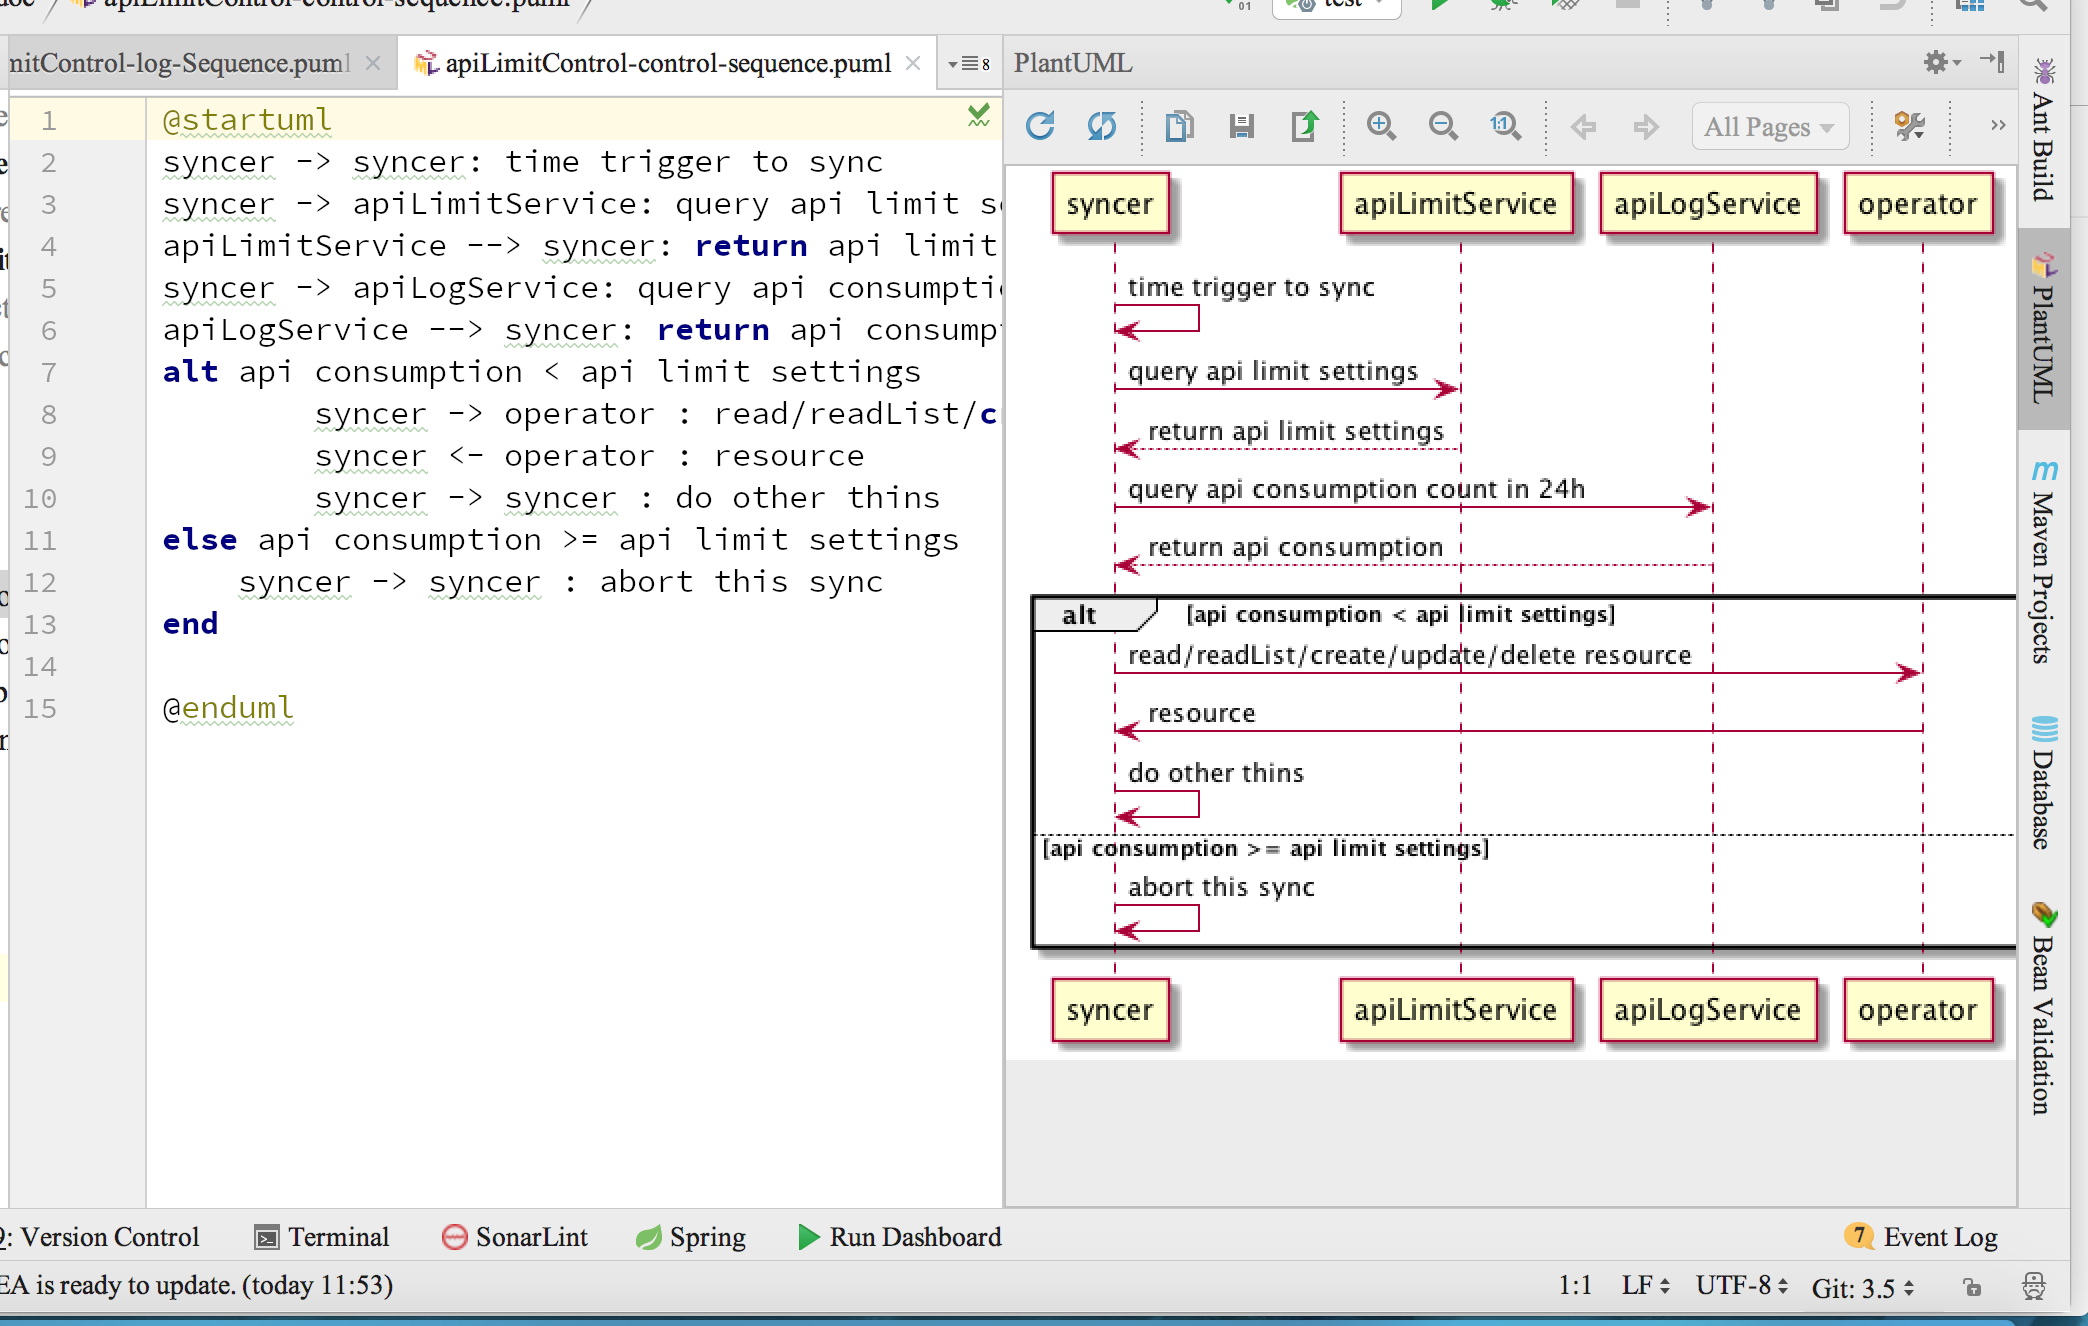 apiLimitControl-control-sequence.puml
test
mitControl-log-Sequence.puml
apiLimitControl-control-sequence.puml
8
PlantUML
All Pages
1 @startuml
2 syncer -> syncer: time trigger to sync
3 syncer -> apiLimitService: query api limit s
4 apiLimitService --> syncer: return api limit
5 syncer -> apiLogService: query api consumpti
6 apiLogService --> syncer: return api consump
7 alt api consumption < api limit settings
8 syncer -> operator : read/readList/c
9 syncer <- operator : resource
10 syncer -> syncer : do other thins
11 else api consumption >= api limit settings
12 syncer -> syncer : abort this sync
13 end
14
15 @enduml
syncer apiLimitService apiLogService operator
time trigger to sync
query api limit settings
return api limit settings
query api consumption count in 24h
return api consumption
alt [api consumption < api limit settings]
read/readList/create/update/delete resource
resource
do other thins
[api consumption >= api limit settings]
abort this sync
syncer apiLimitService apiLogService operator
Ant Build
PlantUML
Maven Projects
Database
Bean Validation
9: Version Control Terminal SonarLint Spring Run Dashboard 7 Event Log
EA is ready to update. (today 11:53) 1:1 LF UTF-8 Git: 3.5